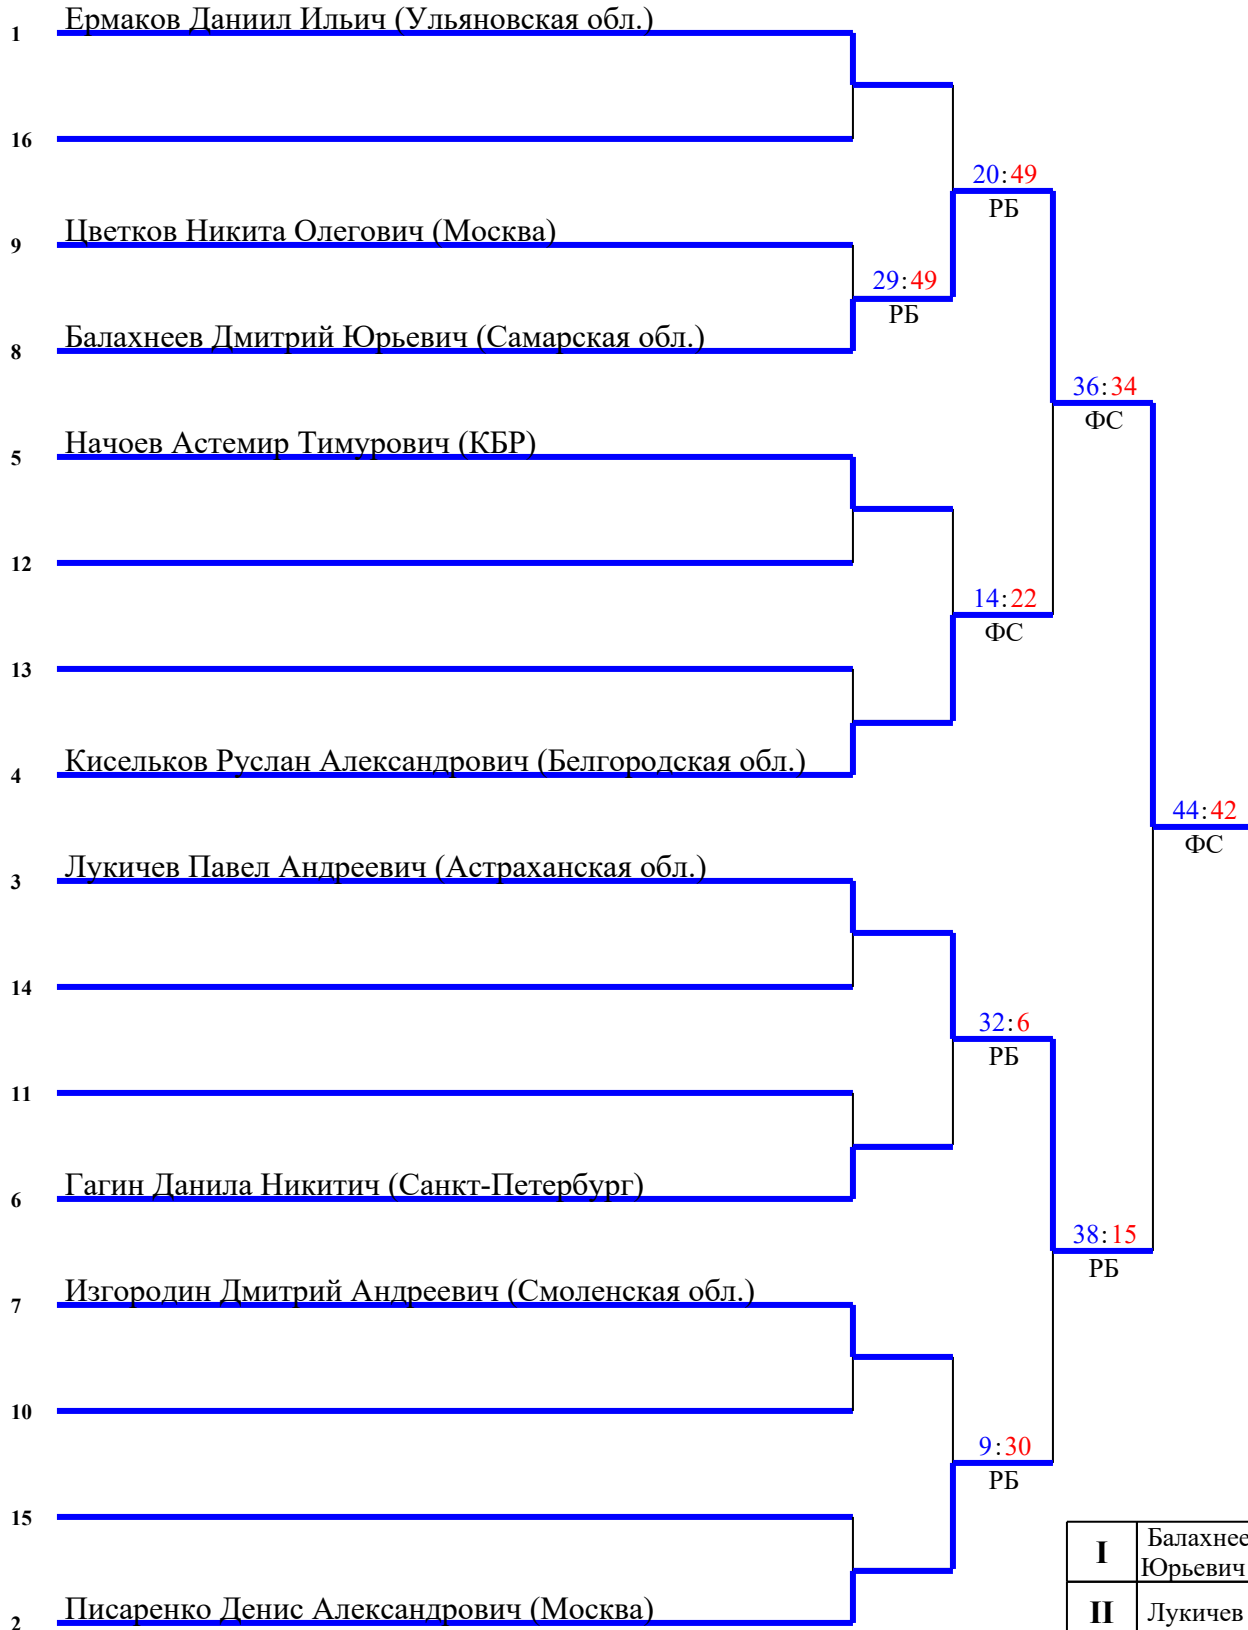 1 Ермаков Даниил Ильич (Ульяновская обл.)
16
20:49
РБ
9 Цветков Никита Олегович (Москва)
29:49
РБ
8 Балахнеев Дмитрий Юрьевич (Самарская обл.)
36:34
ФС
5 Начоев Астемир Тимурович (КБР)
12
14:22
ФС
13
4 Кисельков Руслан Александрович (Белгородская обл.)
44:42
ФС
3 Лукичев Павел Андреевич (Астраханская обл.)
14
32:6
РБ
11
6 Гагин Данила Никитич (Санкт-Петербург)
38:15
РБ
7 Изгородин Дмитрий Андреевич (Смоленская обл.)
10
9:30
РБ
15
I Балахнее
Юрьевич
2 Писаренко Денис Александрович (Москва)
II Лукичев